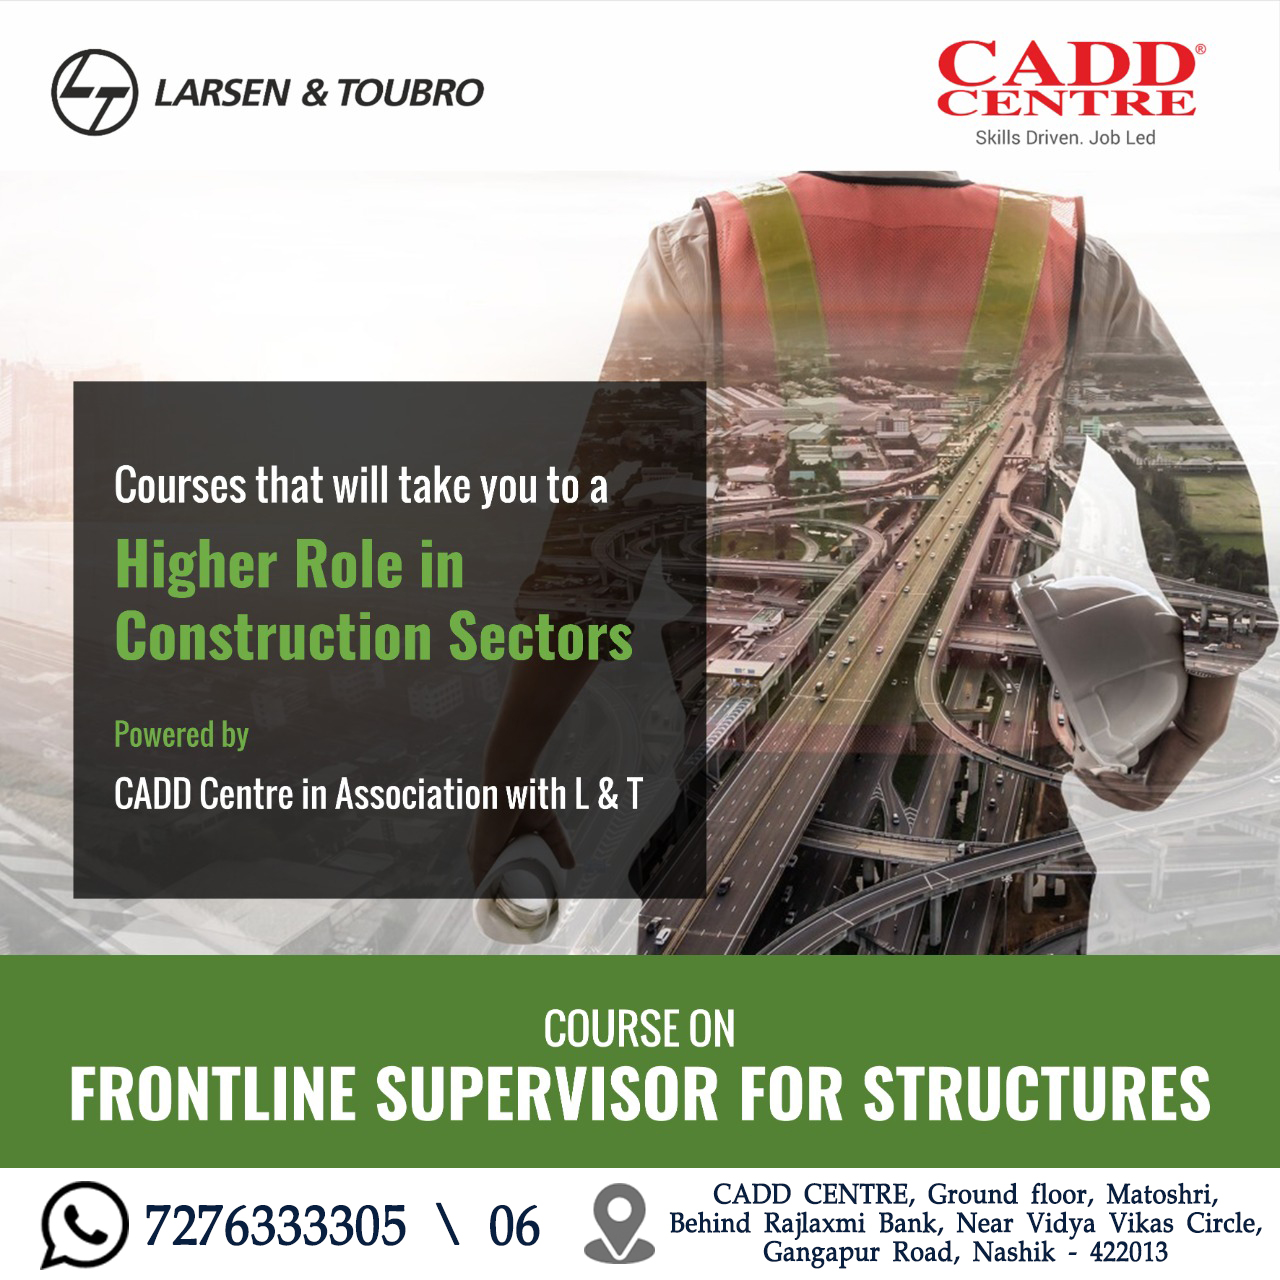 LARSEN & TOUBRO
CADD®
CENTRE
Skills Driven. Job Led
Courses that will take you to a
Higher Role in
Construction Sectors
Powered by
CADD Centre in Association with L & T
COURSE ON
FRONTLINE SUPERVISOR FOR STRUCTURES
7276333305 \ 06
CADD CENTRE, Ground floor, Matoshri,
Behind Rajlaxmi Bank, Near Vidya Vikas Circle,
Gangapur Road, Nashik - 422013